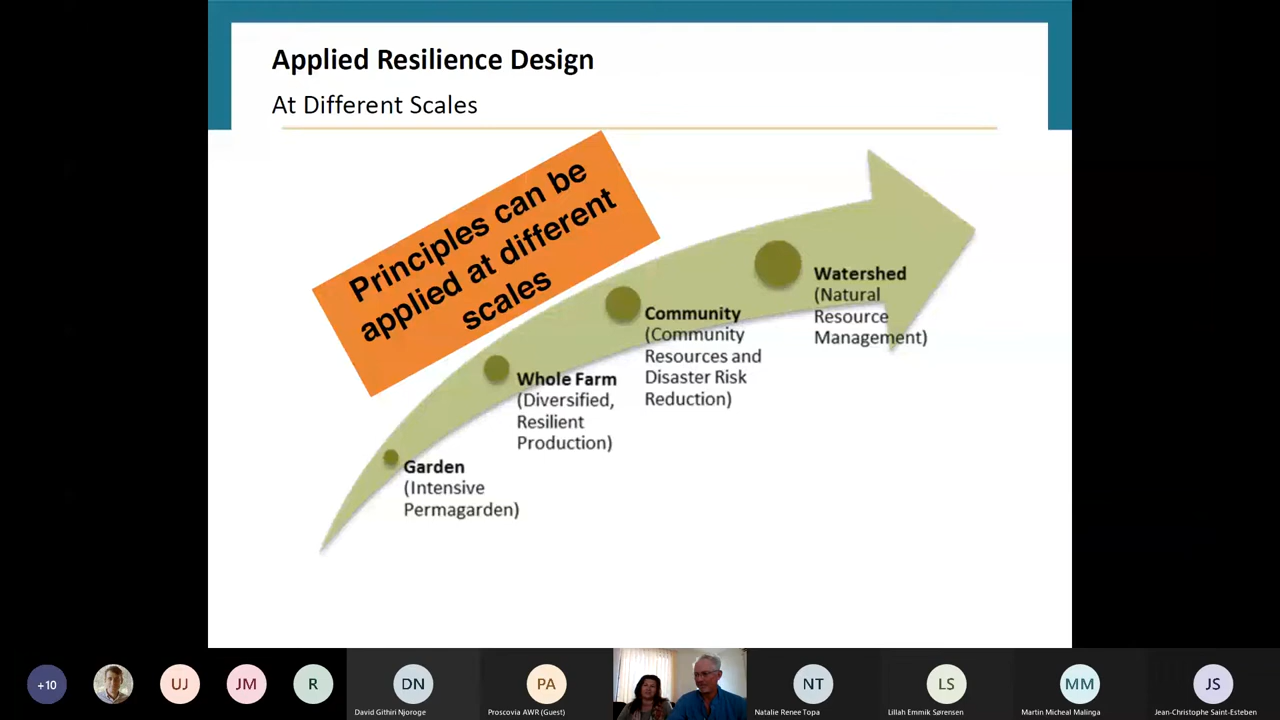 Applied Resilience Design
At Different Scales
Principles can be
applied at different
scales
Watershed
(Natural
Resource
Management)
Community
(Community
Resources and
Disaster Risk
Reduction)
Whole Farm
(Diversified,
Resilient
Production)
Garden
(Intensive
Permagarden)
+10
UJ
JM
R
DN
David Githiri Njoroge
PA
Proscovia AWR (Guest)
NT
Natalie Renee Topa
LS
Lillah Emmik Sørensen
MM
Martin Micheal Malinga
JS
Jean-Christophe Saint-Esteben